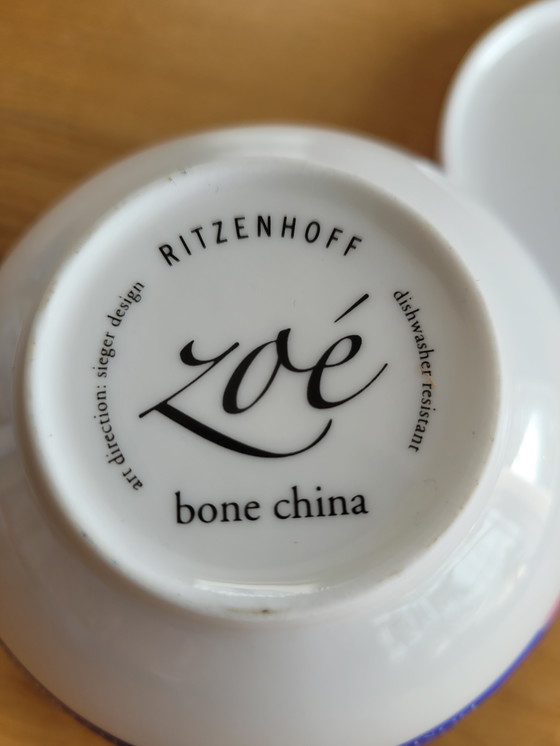 RITZENHOFF
art direction: sieger design
zoé
dishwasher resistant
bone china